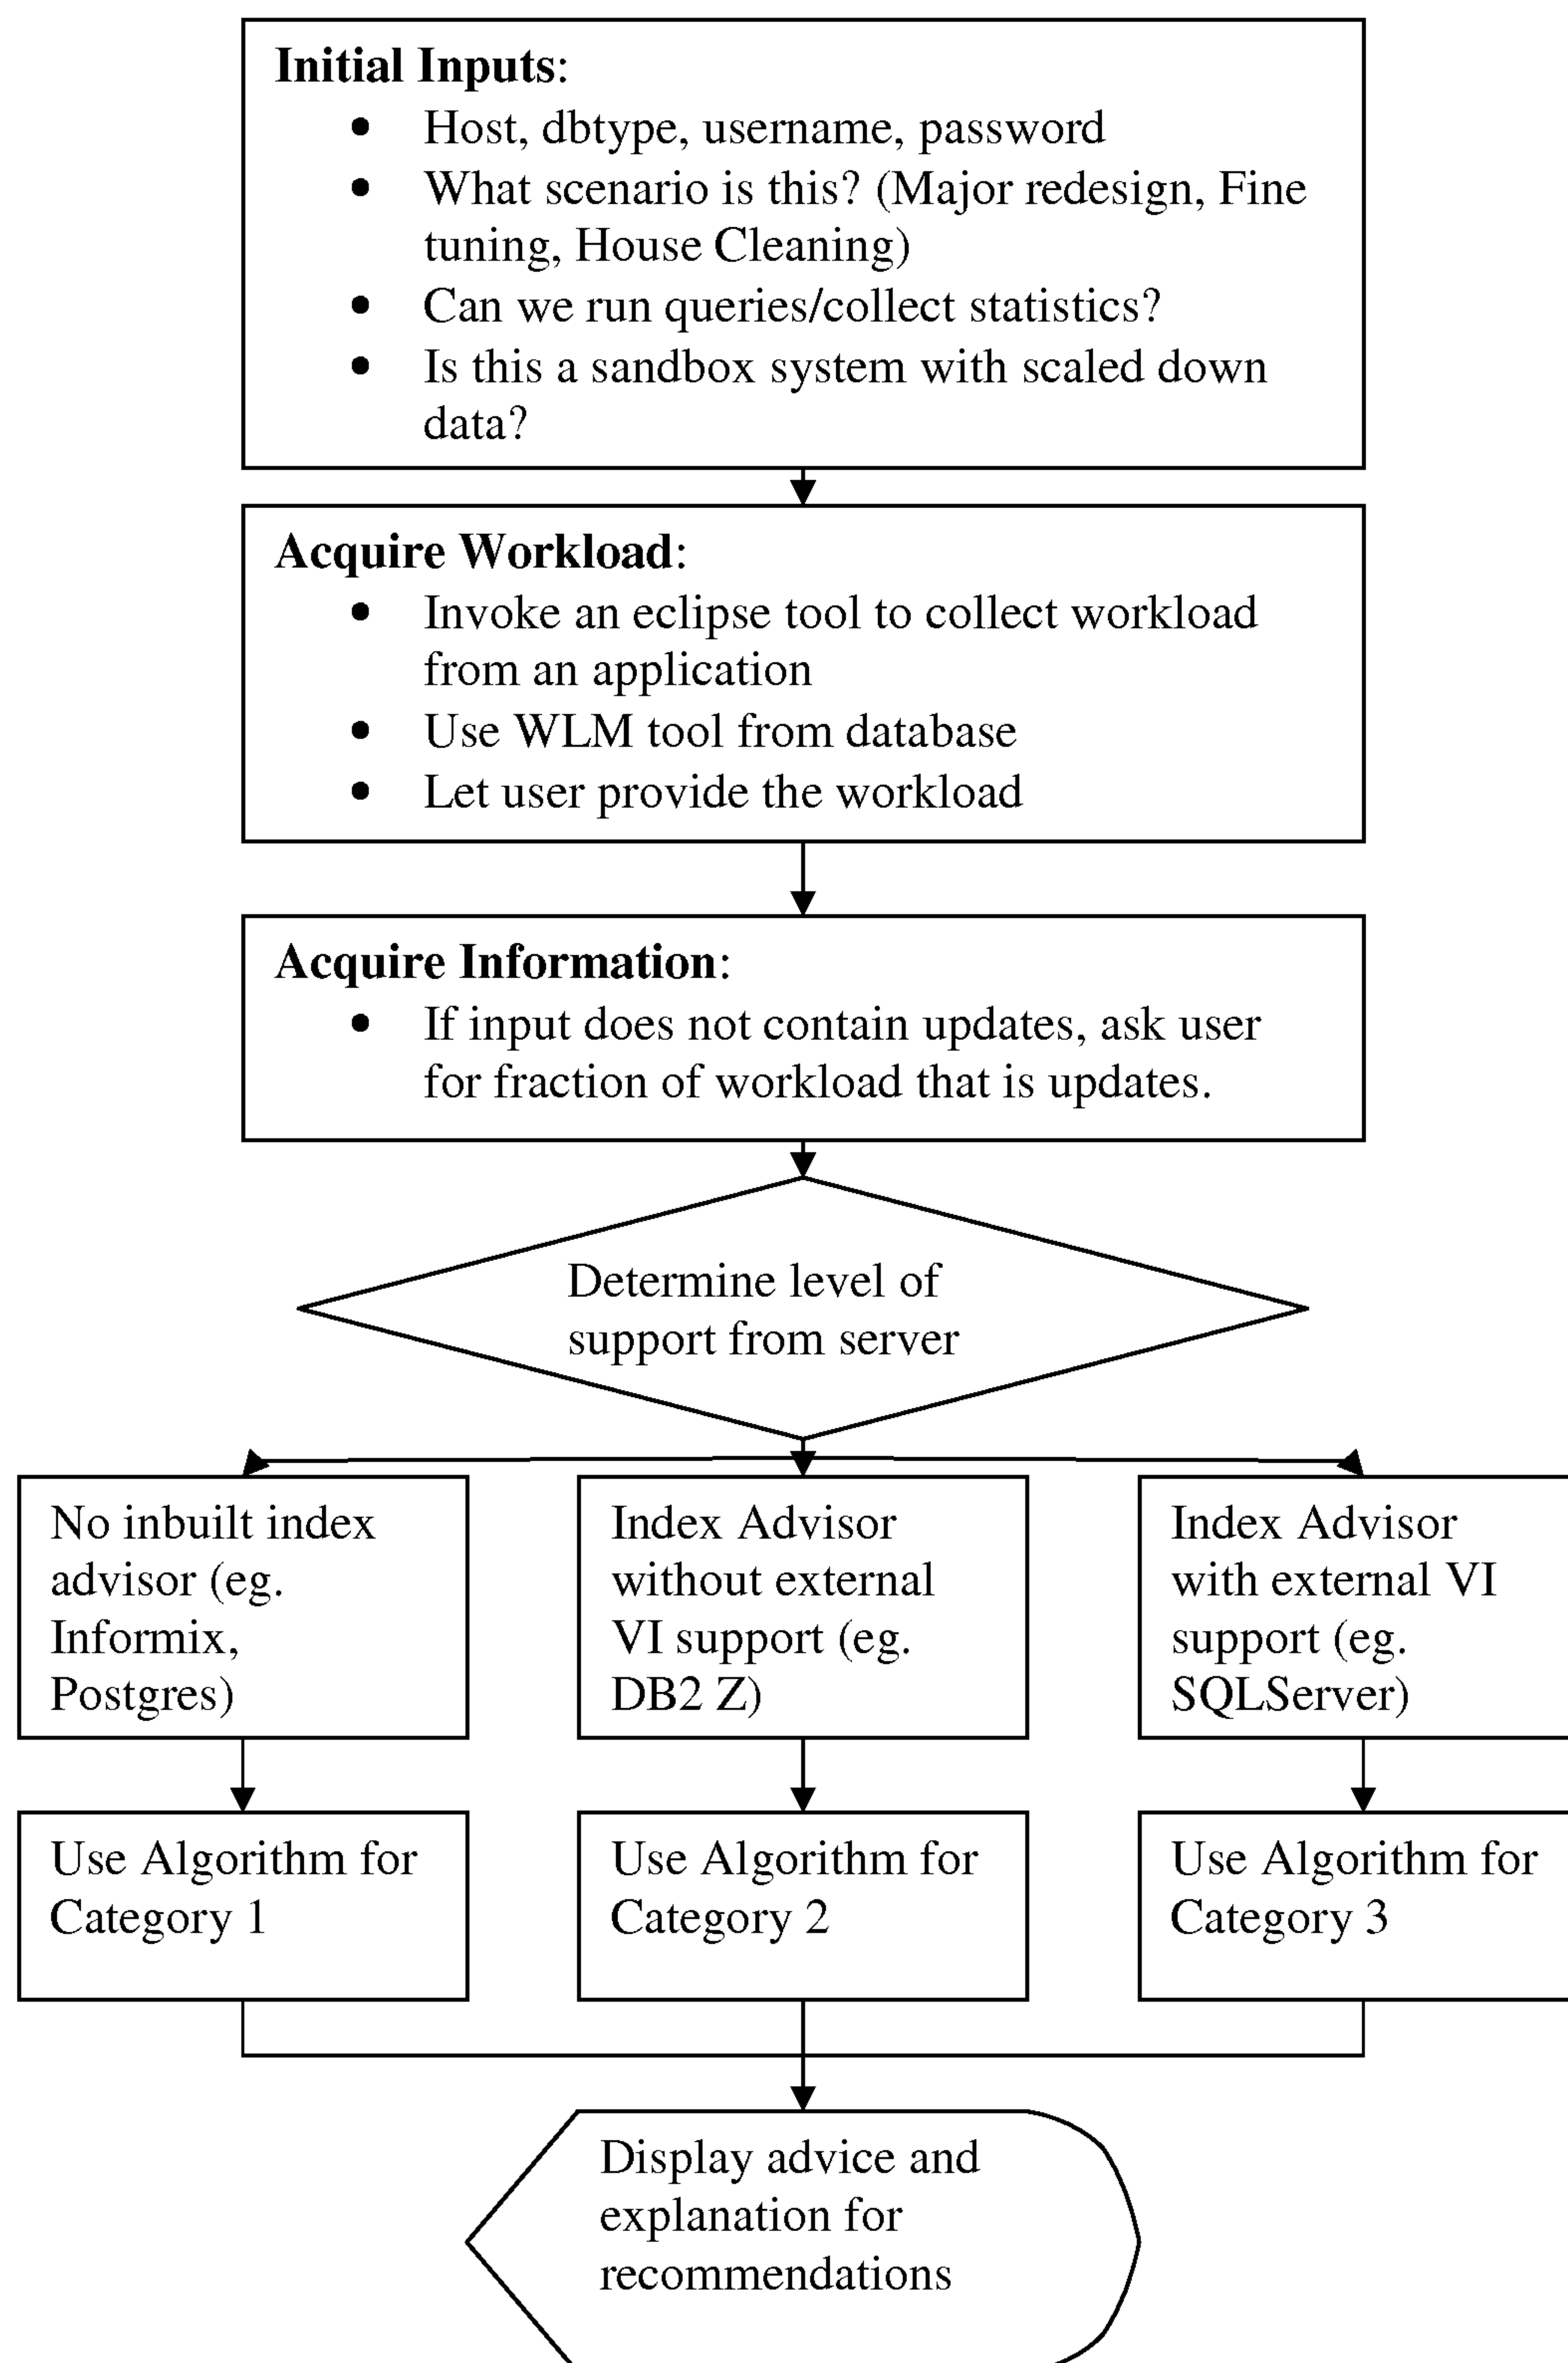 Initial Inputs:
• Host, dbtype, username, password
• What scenario is this? (Major redesign, Fine
tuning, House Cleaning)
• Can we run queries/collect statistics?
• Is this a sandbox system with scaled down
data?
Acquire Workload:
• Invoke an eclipse tool to collect workload
from an application
• Use WLM tool from database
• Let user provide the workload
Acquire Information:
• If input does not contain updates, ask user
for fraction of workload that is updates.
Determine level of
support from server
No inbuilt index
advisor (eg.
Informix,
Postgres)
Index Advisor
without external
VI support (eg.
DB2 Z)
Index Advisor
with external VI
support (eg.
SQLServer)
Use Algorithm for
Category 1
Use Algorithm for
Category 2
Use Algorithm for
Category 3
Display advice and
explanation for
recommendations